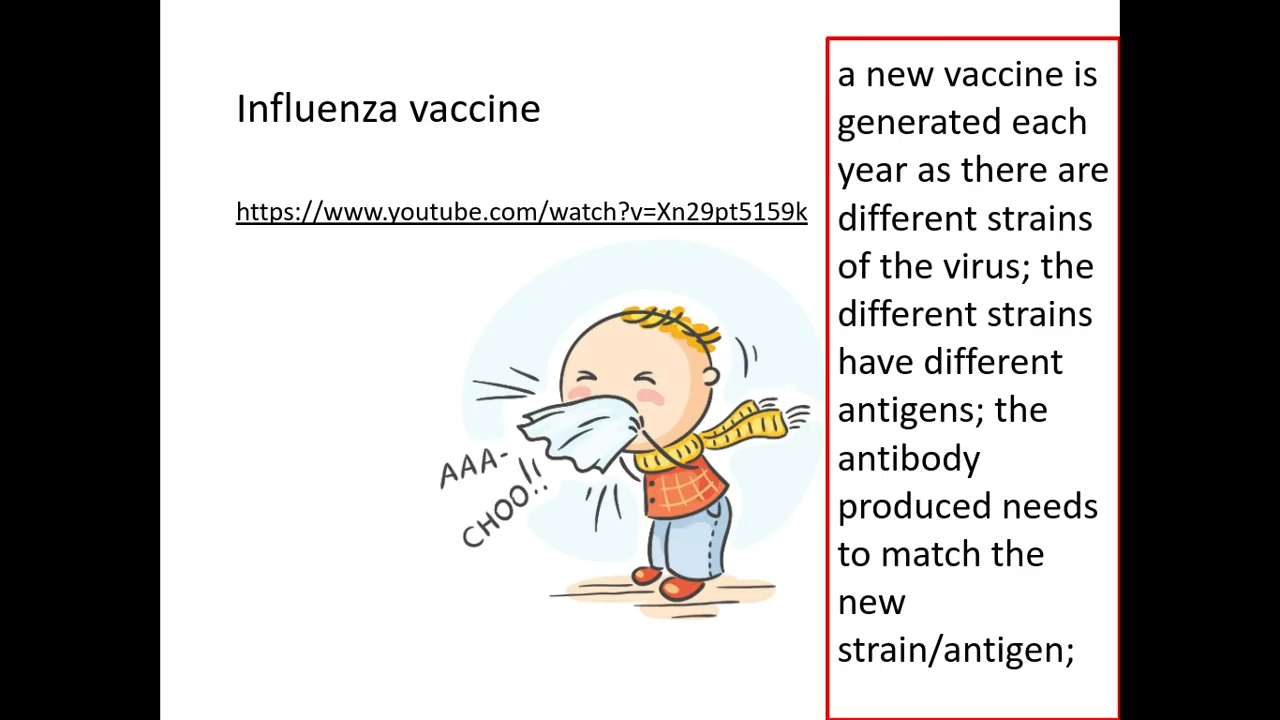 Influenza vaccine
https://www.youtube.com/watch?v=Xn29pt5159k
AAA-
CHOO!!
a new vaccine is
generated each
year as there are
different strains
of the virus; the
different strains
have different
antigens; the
antibody
produced needs
to match the
new
strain/antigen;